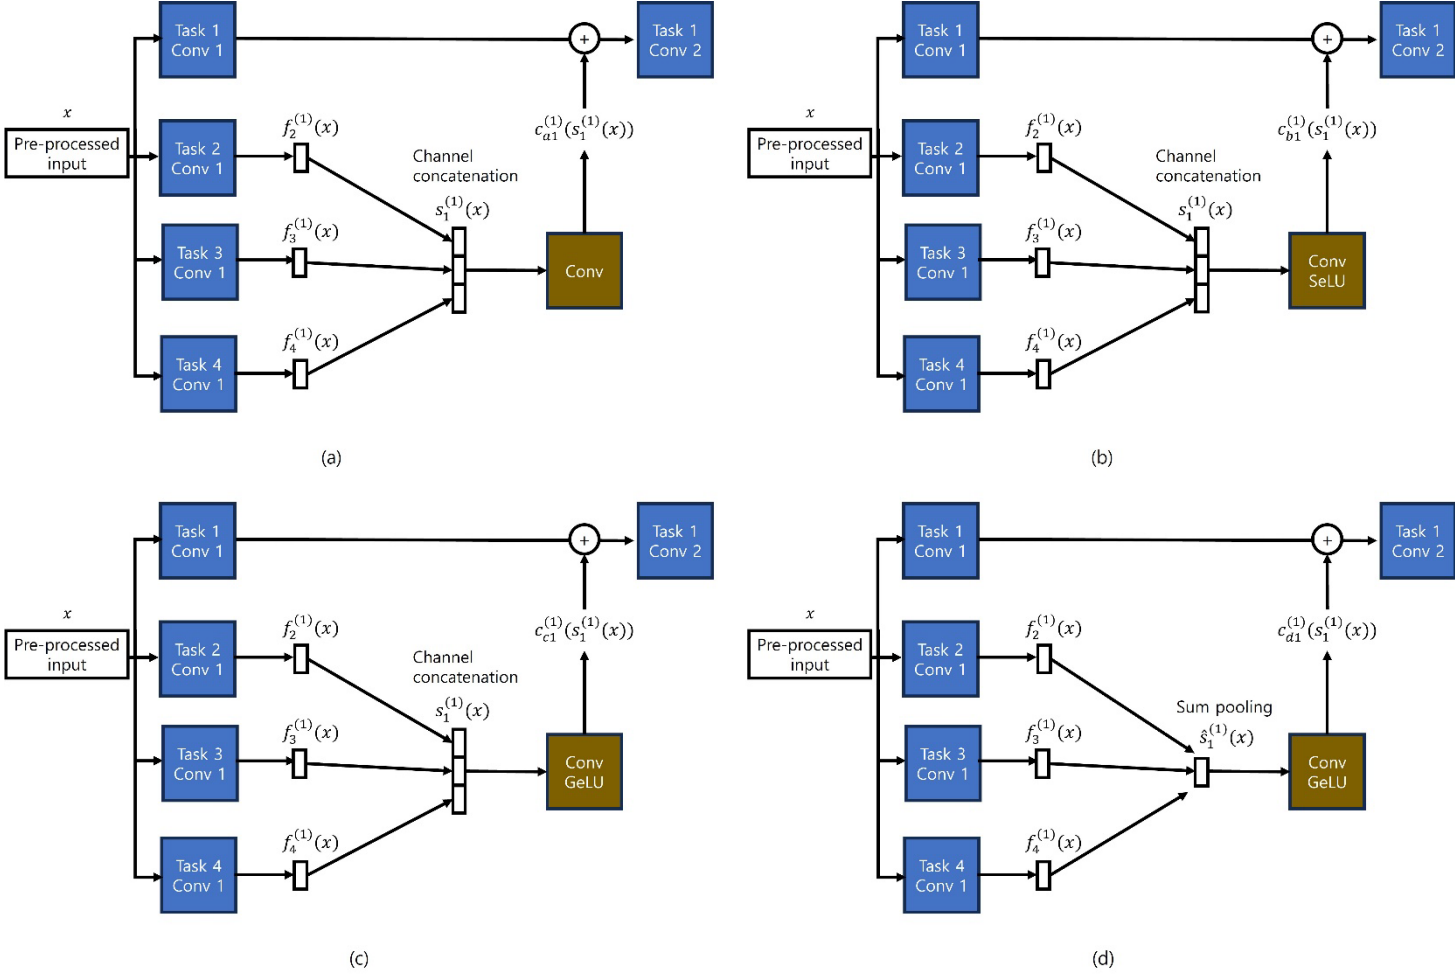 Task 1
Conv 1
+
Task 1
Conv 2
x
Pre-processed
input
Task 2
Conv 1
f_2^{(1)}(x)
Channel
concatenation
s_1^{(1)}(x)
c_{a1}^{(1)}(s_1^{(1)}(x))
Task 3
Conv 1
f_3^{(1)}(x)
Conv
Task 4
Conv 1
f_4^{(1)}(x)
(a)
Task 1
Conv 1
+
Task 1
Conv 2
x
Pre-processed
input
Task 2
Conv 1
f_2^{(1)}(x)
Channel
concatenation
s_1^{(1)}(x)
c_{b1}^{(1)}(s_1^{(1)}(x))
Task 3
Conv 1
f_3^{(1)}(x)
Conv
SeLU
Task 4
Conv 1
f_4^{(1)}(x)
(b)
Task 1
Conv 1
+
Task 1
Conv 2
x
Pre-processed
input
Task 2
Conv 1
f_2^{(1)}(x)
Channel
concatenation
s_1^{(1)}(x)
c_{c1}^{(1)}(s_1^{(1)}(x))
Task 3
Conv 1
f_3^{(1)}(x)
Conv
GeLU
Task 4
Conv 1
f_4^{(1)}(x)
(c)
Task 1
Conv 1
+
Task 1
Conv 2
x
Pre-processed
input
Task 2
Conv 1
f_2^{(1)}(x)
Sum pooling
ŝ_1^{(1)}(x)
c_{d1}^{(1)}(s_1^{(1)}(x))
Task 3
Conv 1
f_3^{(1)}(x)
Conv
GeLU
Task 4
Conv 1
f_4^{(1)}(x)
(d)